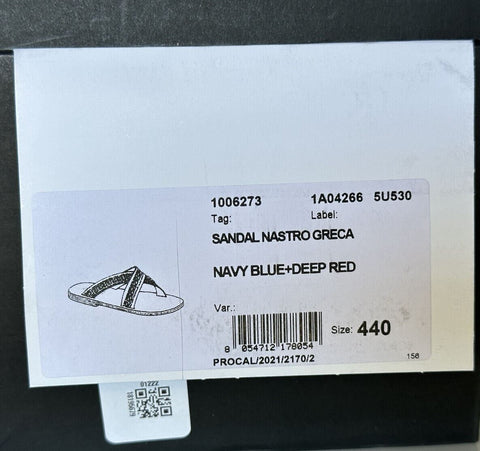 1006273 1A04266 5U530
Tag: Label:
SANDAL NASTRO GRECA
NAVY BLUE+DEEP RED
Var.:
Size: 440
8 054712 178054
PROCAL/2021/2170/2
156
01222